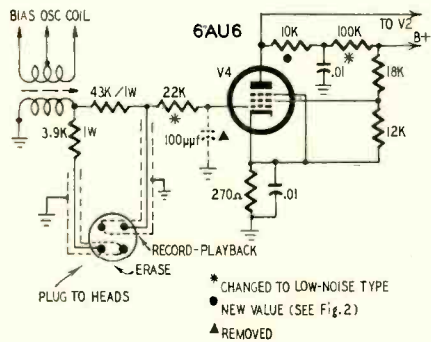 BIAS OSC COIL
6AU6
V4
TO V2
B+
10K
100K
*
.01
18K
12K
43K/1W
22K
*
3.9K
1W
100µµf
270Ω
.01
RECORD-PLAYBACK
ERASE
PLUG TO HEADS
* CHANGED TO LOW-NOISE TYPE
● NEW VALUE (SEE Fig.2)
▲ REMOVED